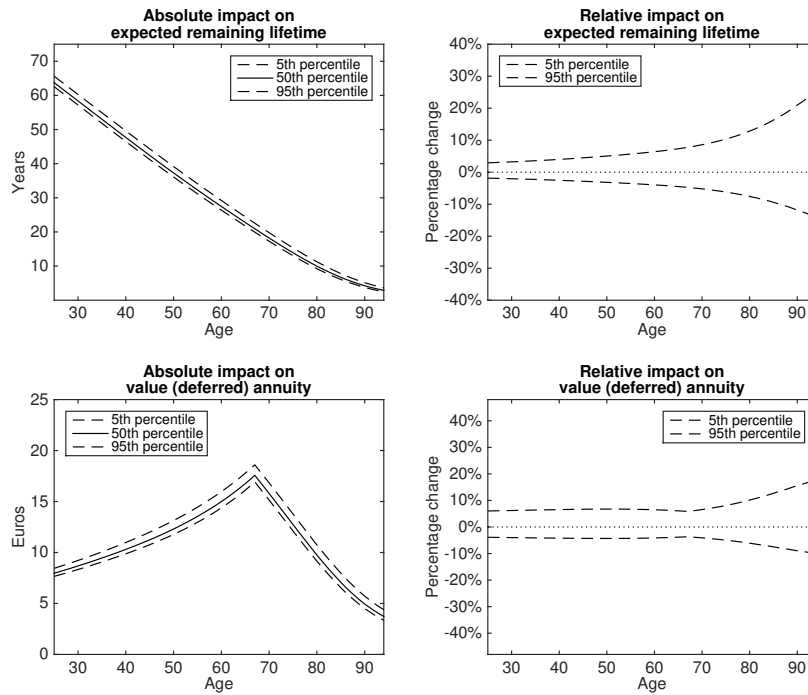 Absolute impact on
expected remaining lifetime
70
60
50
40
30
20
10
Years
5th percentile
50th percentile
95th percentile
30 40 50 60 70 80 90
Age
Relative impact on
expected remaining lifetime
40%
30%
20%
10%
0%
-10%
-20%
-30%
-40%
Percentage change
5th percentile
95th percentile
30 40 50 60 70 80 90
Age
Absolute impact on
value (deferred) annuity
25
20
15
10
5
0
Euros
5th percentile
50th percentile
95th percentile
30 40 50 60 70 80 90
Age
Relative impact on
value (deferred) annuity
40%
30%
20%
10%
0%
-10%
-20%
-30%
-40%
Percentage change
5th percentile
95th percentile
30 40 50 60 70 80 90
Age